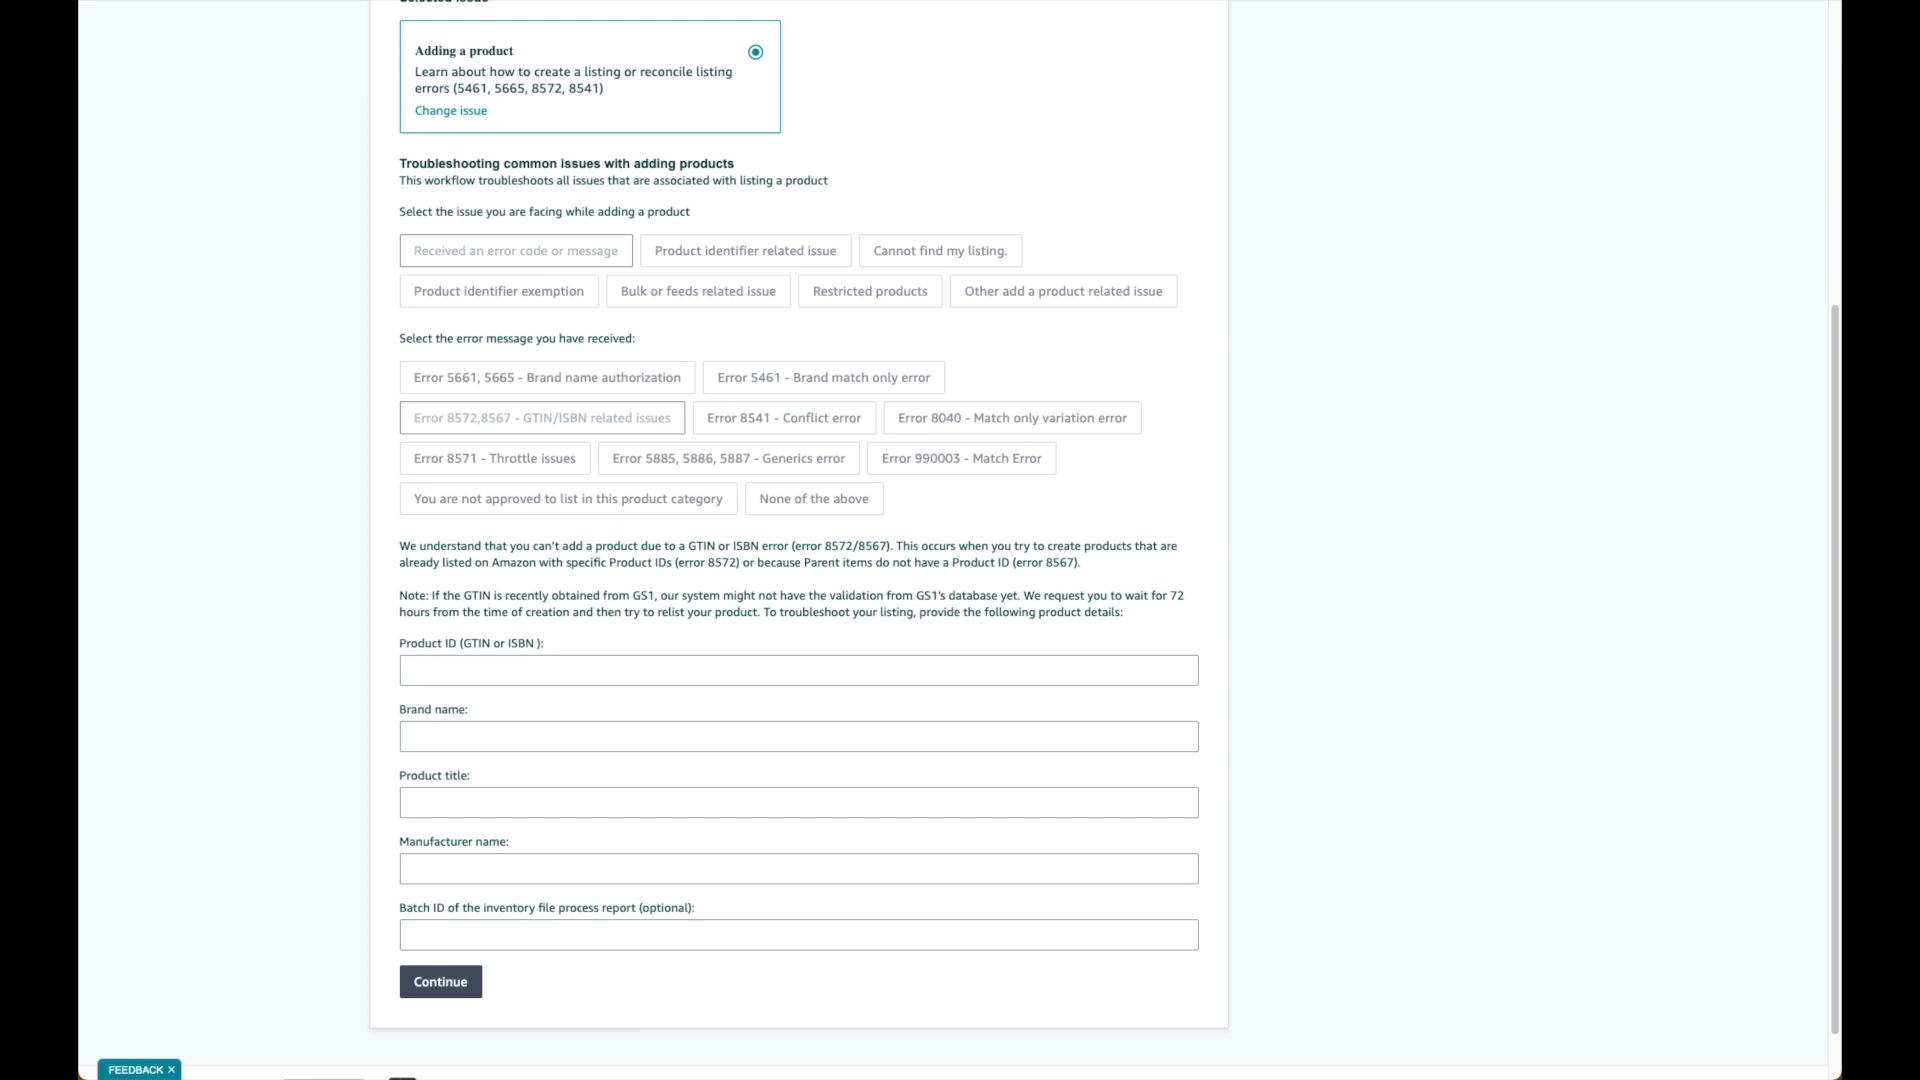 Adding a product
Learn about how to create a listing or reconcile listing
errors (5461, 5665, 8572, 8541)
Change issue
Troubleshooting common issues with adding products
This workflow troubleshoots all issues that are associated with listing a product
Select the issue you are facing while adding a product
Received an error code or message
Product identifier related issue
Cannot find my listing.
Product identifier exemption
Bulk or feeds related issue
Restricted products
Other add a product related issue
Select the error message you have received:
Error 5661, 5665 - Brand name authorization
Error 5461 - Brand match only error
Error 8572,8567 - GTIN/ISBN related issues
Error 8541 - Conflict error
Error 8040 - Match only variation error
Error 8571 - Throttle issues
Error 5885, 5886, 5887 - Generics error
Error 990003 - Match Error
You are not approved to list in this product category
None of the above
We understand that you can't add a product due to a GTIN or ISBN error (error 8572/8567). This occurs when you try to create products that are
already listed on Amazon with specific Product IDs (error 8572) or because Parent items do not have a Product ID (error 8567).
Note: If the GTIN is recently obtained from GS1, our system might not have the validation from GS1's database yet. We request you to wait for 72
hours from the time of creation and then try to relist your product. To troubleshoot your listing, provide the following product details:
Product ID (GTIN or ISBN ):
Brand name:
Product title:
Manufacturer name:
Batch ID of the inventory file process report (optional):
Continue
FEEDBACK ×